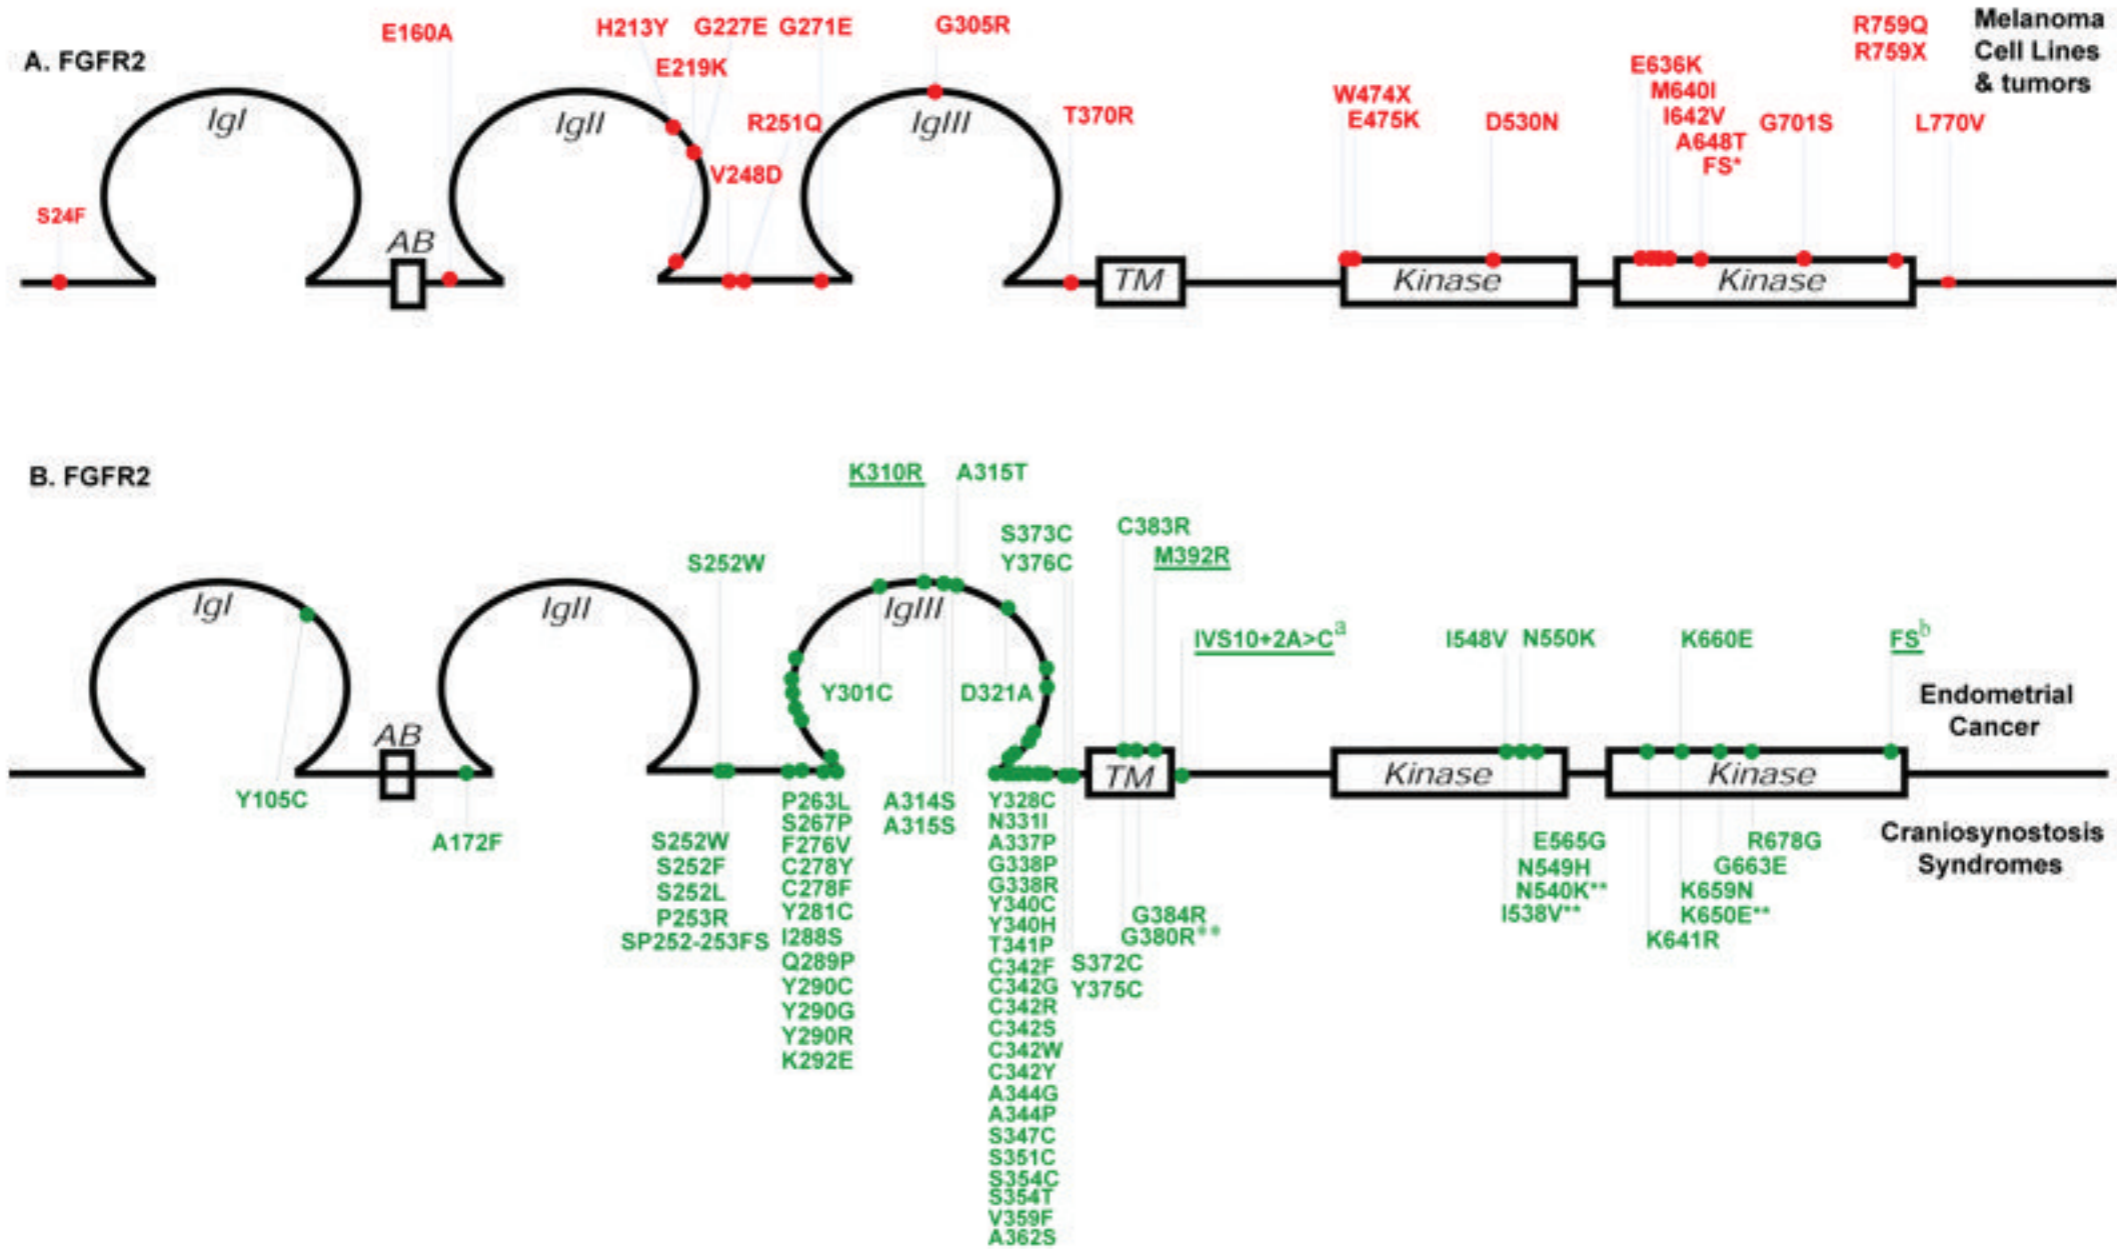 A. FGFR2
Melanoma
Cell Lines
& tumors
S24F
E160A
H213Y
E219K
G227E
V248D
R251Q
G271E
G305R
T370R
W474X
E475K
D530N
E636K
M640I
I642V
A648T
FS*
G701S
R759Q
R759X
L770V
IgI
AB
IgII
IgIII
TM
Kinase
Kinase
B. FGFR2
S252W
K310R
A315T
S373C
Y376C
C383R
M392R
IVS10+2A>Cᵃ
I548V
N550K
K660E
FSᵇ
Endometrial
Cancer
IgI
AB
IgII
IgIII
TM
Kinase
Kinase
Craniosynostosis
Syndromes
Y105C
A172F
S252W
S252F
S252L
P253R
SP252-253FS
P263L
S267P
F276V
C278Y
C278F
Y281C
I288S
Q289P
Y290C
Y290G
Y290R
K292E
Y301C
A314S
A315S
D321A
Y328C
N331I
A337P
G338P
G338R
Y340C
Y340H
T341P
C342F
C342G
C342R
C342S
C342W
C342Y
A344G
A344P
S347C
S351C
S354C
S354T
V359F
A362S
S372C
Y375C
G384R
G380R**
E565G
N549H
N540K**
I538V**
R678G
G663E
K659N
K650E**
K641R